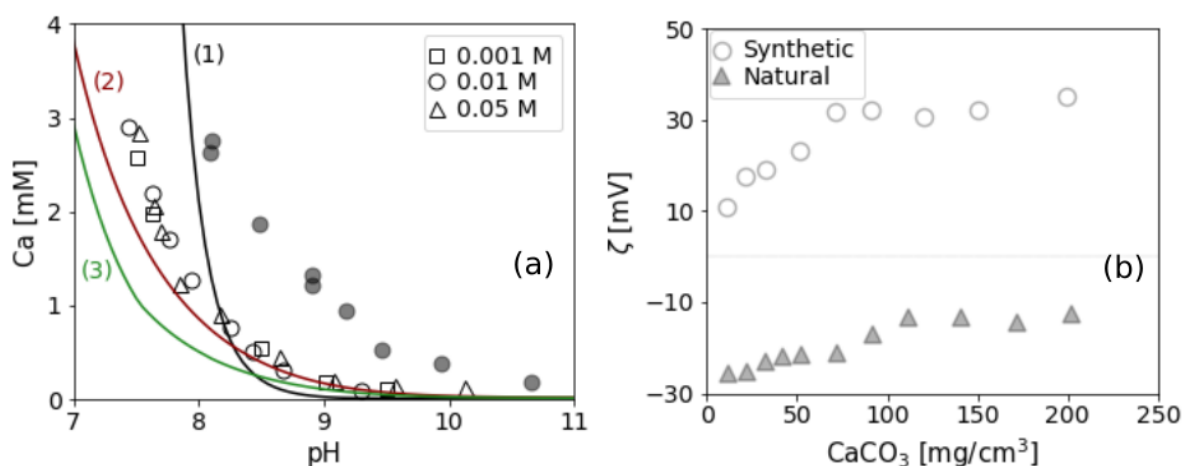 4
3
2
1
0
Ca [mM]
(1)
(2)
(3)
0.001 M
0.01 M
0.05 M
(a)
7 8 9 10 11
pH
50
30
10
−10
−30
ζ [mV]
Synthetic
Natural
(b)
0 50 100 150 200 250
CaCO₃ [mg/cm³]